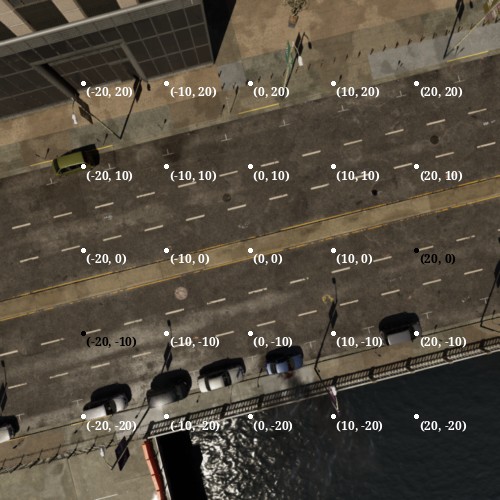 (-20, 20) (-10, 20) (0, 20) (10, 20) (20, 20)
(-20, 10) (-10, 10) (0, 10) (10, 10) (20, 10)
(-20, 0) (-10, 0) (0, 0) (10, 0) (20, 0)
(-20, -10) (-10, -10) (0, -10) (10, -10) (20, -10)
(-20, -20) (-10, -20) (0, -20) (10, -20) (20, -20)